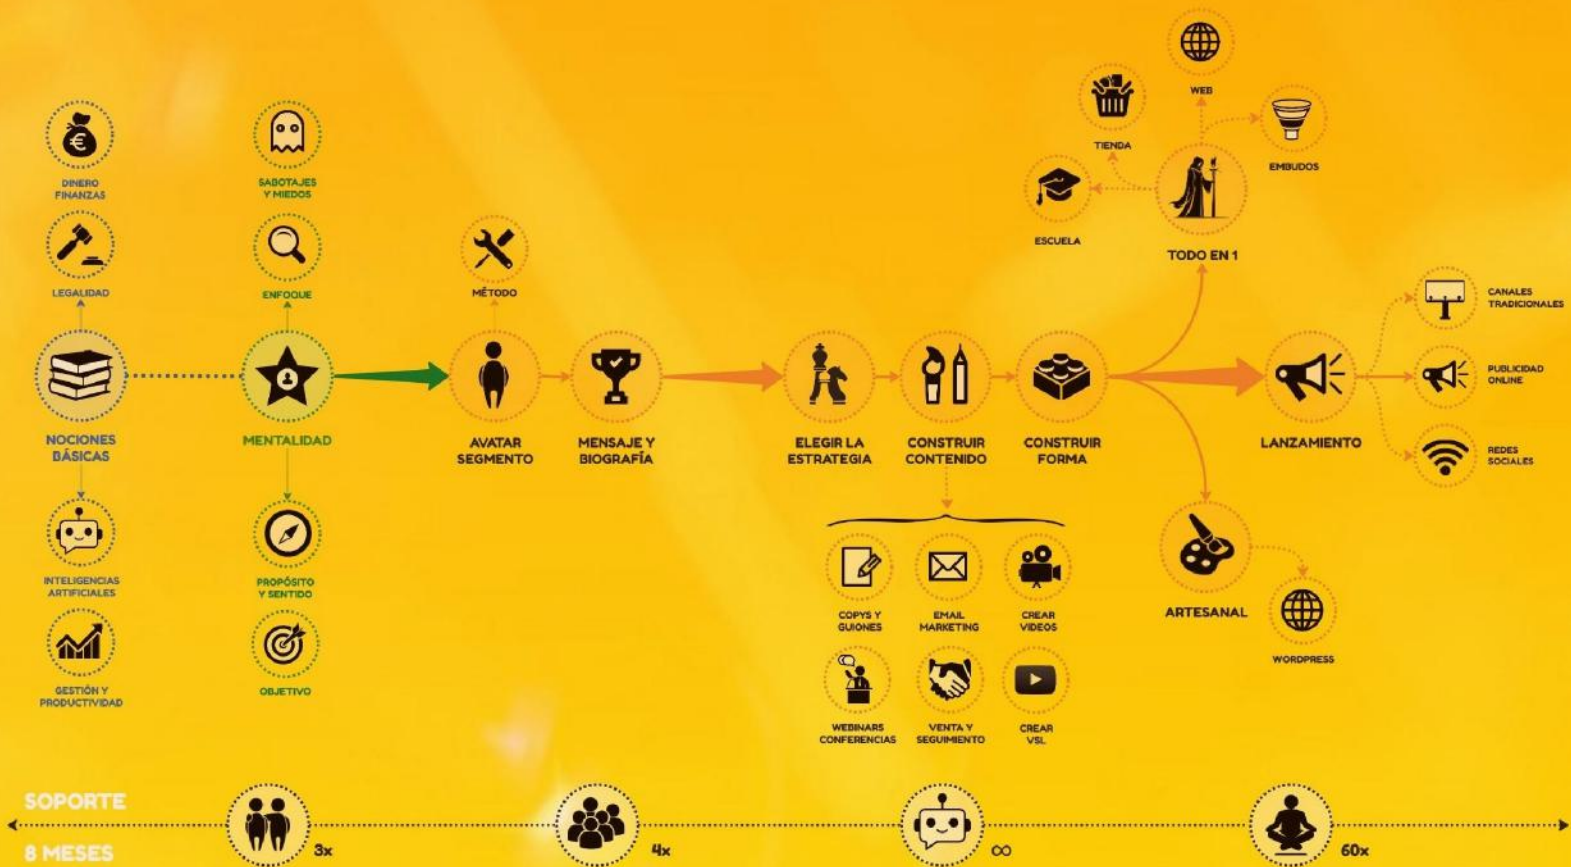 DINERO
FINANZAS
LEGALIDAD
NOCIONES
BÁSICAS
INTELIGENCIAS
ARTIFICIALES
GESTIÓN Y
PRODUCTIVIDAD
SABOTAJES
Y MIEDOS
ENFOQUE
MENTALIDAD
PROPÓSITO
Y SENTIDO
OBJETIVO
MÉTODO
AVATAR
SEGMENTO
MENSAJE Y
BIOGRAFÍA
ELEGIR LA
ESTRATEGIA
CONSTRUIR
CONTENIDO
COPYS Y
GUIONES
EMAIL
MARKETING
CREAR
VIDEOS
WEBINARS
CONFERENCIAS
VENTA Y
SEGUIMIENTO
CREAR
VSL
CONSTRUIR
FORMA
ESCUELA
TIENDA
WEB
EMBUDOS
TODO EN 1
ARTESANAL
WORDPRESS
LANZAMIENTO
CANALES
TRADICIONALES
PUBLICIDAD
ONLINE
REDES
SOCIALES
SOPORTE
8 MESES
3x
4x
∞
60x